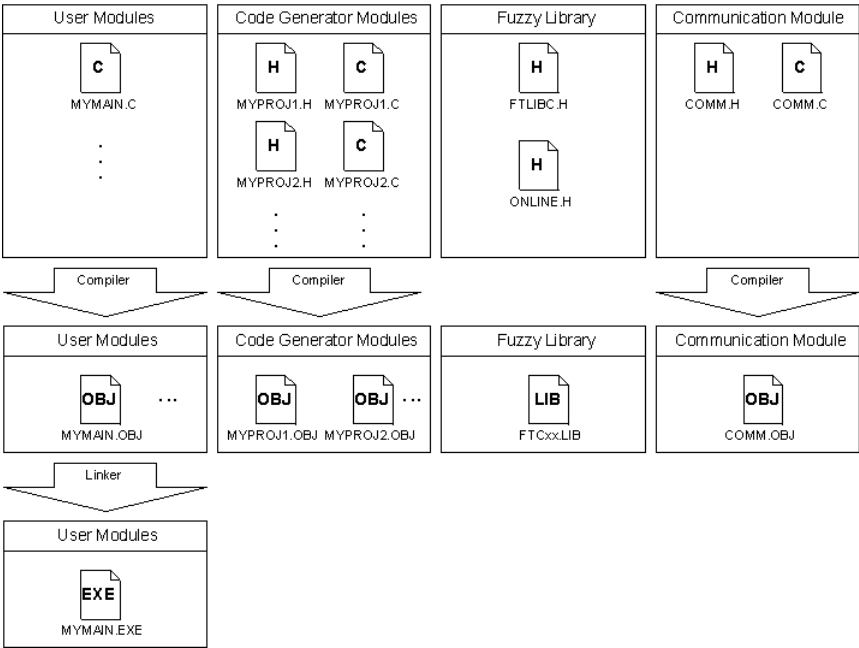 User Modules
Code Generator Modules
Fuzzy Library
Communication Module
C
H
C
H
H
C
MYMAIN.C
MYPROJ1.H
MYPROJ1.C
FTLIBC.H
COMM.H
COMM.C
H
C
H
MYPROJ2.H
MYPROJ2.C
ONLINE.H
Compiler
Compiler
Compiler
User Modules
Code Generator Modules
Fuzzy Library
Communication Module
OBJ ...
OBJ
OBJ ...
LIB
OBJ
MYMAIN.OBJ
MYPROJ1.OBJ
MYPROJ2.OBJ
FTCxx.LIB
COMM.OBJ
Linker
User Modules
EXE
MYMAIN.EXE